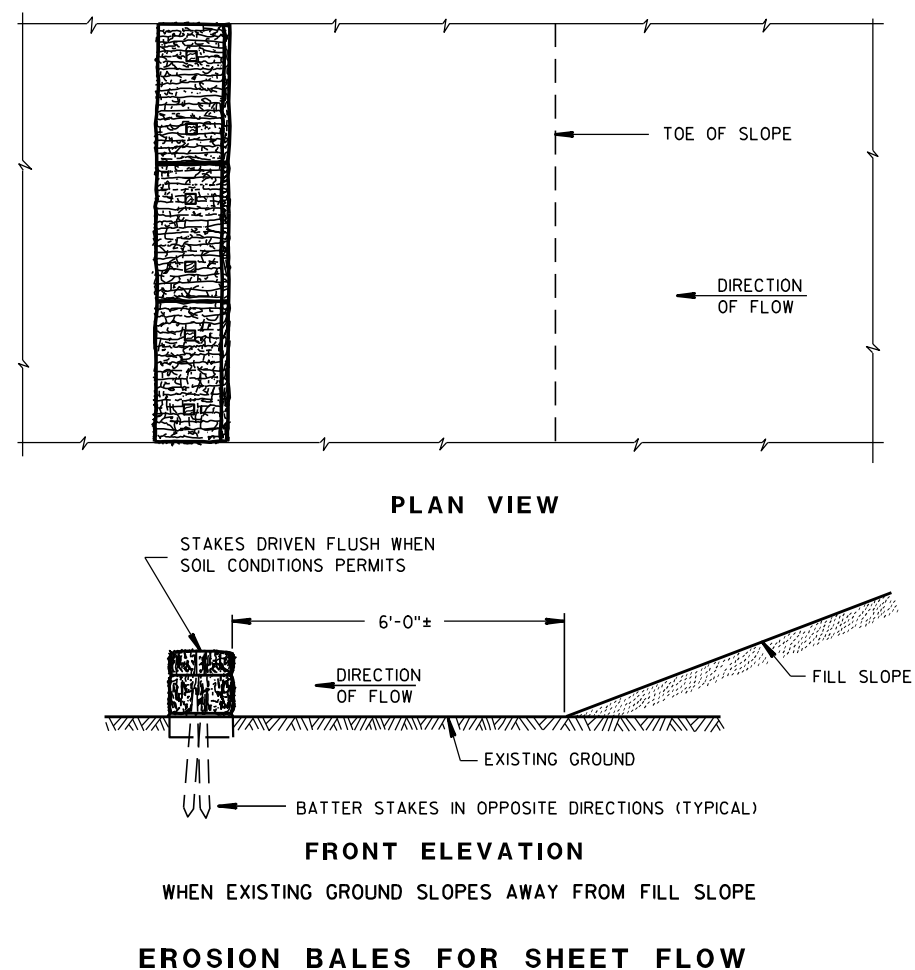 TOE OF SLOPE
DIRECTION
OF FLOW
PLAN VIEW
STAKES DRIVEN FLUSH WHEN
SOIL CONDITIONS PERMITS
6'-0"±
DIRECTION
OF FLOW
FILL SLOPE
EXISTING GROUND
BATTER STAKES IN OPPOSITE DIRECTIONS (TYPICAL)
FRONT ELEVATION
WHEN EXISTING GROUND SLOPES AWAY FROM FILL SLOPE
EROSION BALES FOR SHEET FLOW